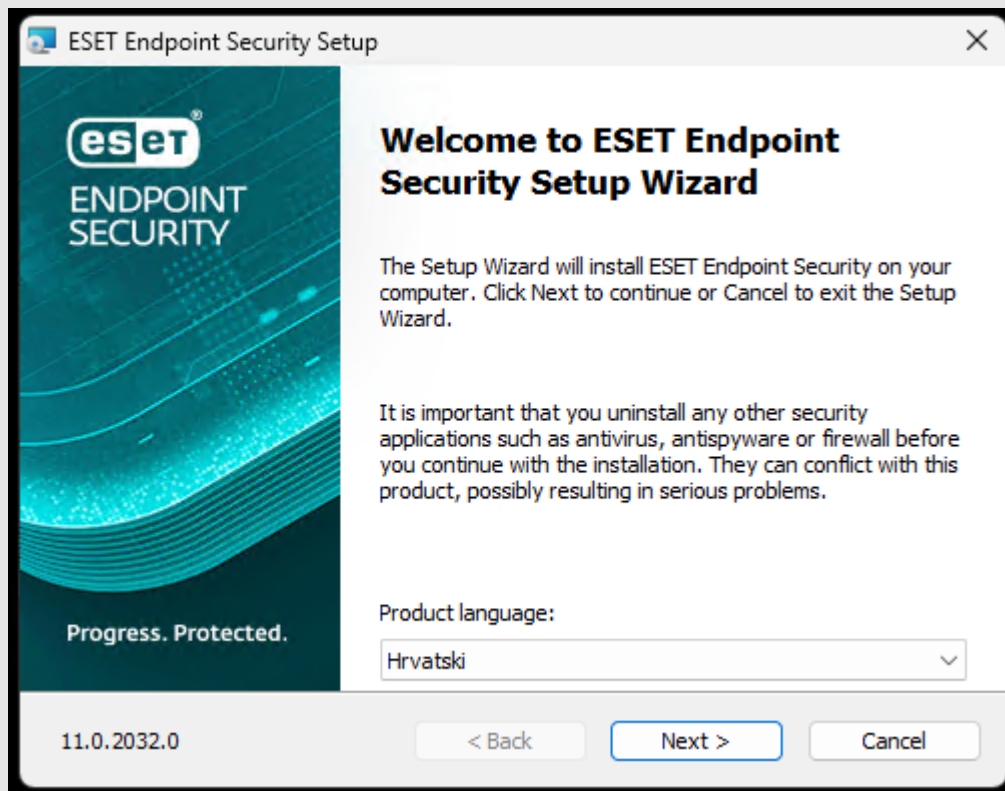 ESET Endpoint Security Setup
eset®
ENDPOINT
SECURITY
Progress. Protected.
Welcome to ESET Endpoint
Security Setup Wizard
The Setup Wizard will install ESET Endpoint Security on your
computer. Click Next to continue or Cancel to exit the Setup
Wizard.
It is important that you uninstall any other security
applications such as antivirus, antispyware or firewall before
you continue with the installation. They can conflict with this
product, possibly resulting in serious problems.
Product language:
Hrvatski
11.0.2032.0
< Back
Next >
Cancel